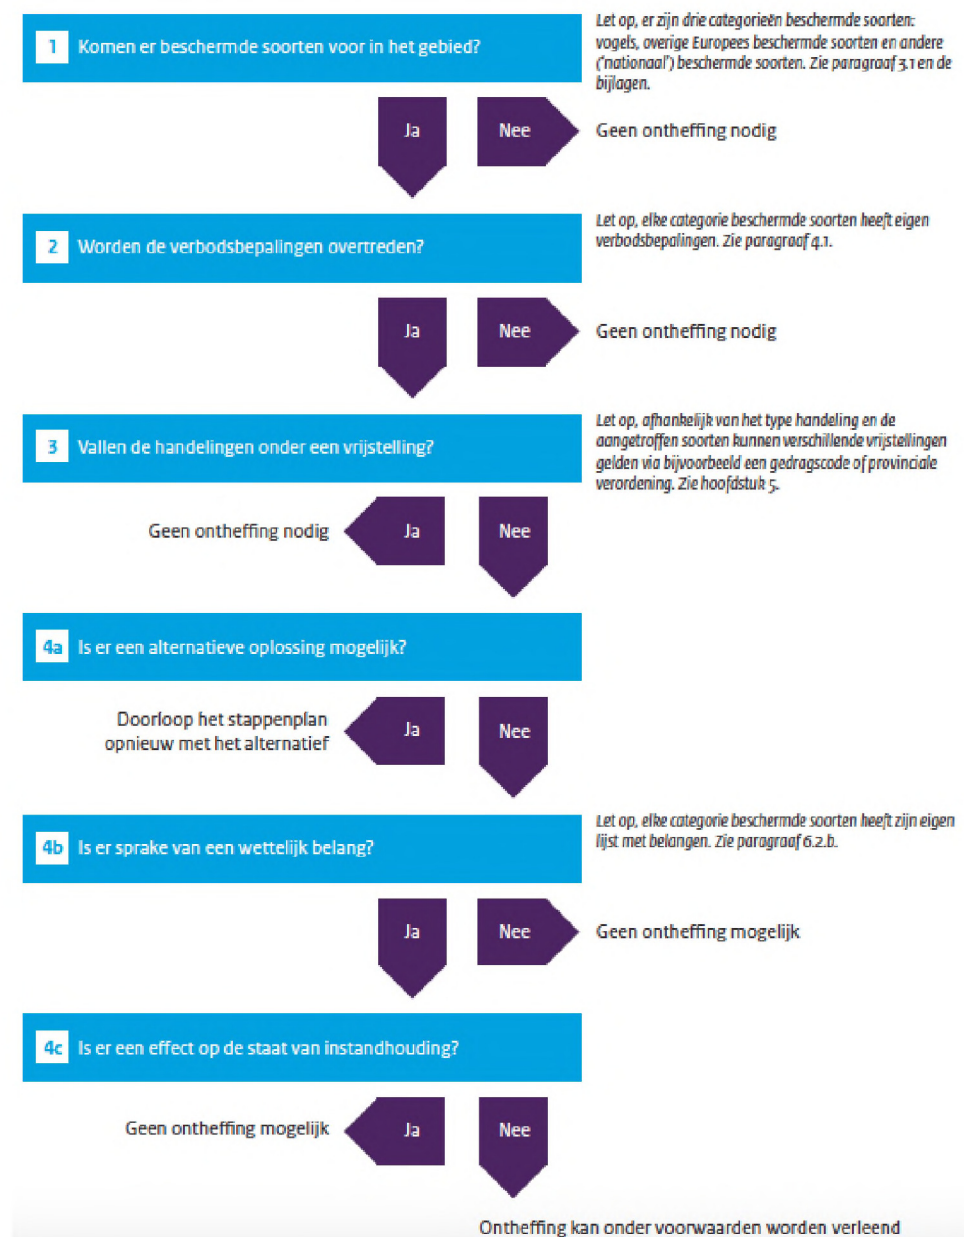 1 Komen er beschermde soorten voor in het gebied?
Let op, er zijn drie categorieën beschermde soorten:
vogels, overige Europees beschermde soorten en andere
('nationaal') beschermde soorten. Zie paragraaf 3.1 en de
bijlagen.
Ja
Nee
Geen ontheffing nodig
2 Worden de verbodsbepalingen overtreden?
Let op, elke categorie beschermde soorten heeft eigen
verbodsbepalingen. Zie paragraaf 4.1.
Ja
Nee
Geen ontheffing nodig
3 Vallen de handelingen onder een vrijstelling?
Let op, afhankelijk van het type handeling en de
aangetroffen soorten kunnen verschillende vrijstellingen
gelden via bijvoorbeeld een gedragscode of provinciale
verordening. Zie hoofdstuk 5.
Geen ontheffing nodig
Ja
Nee
4a Is er een alternatieve oplossing mogelijk?
Doorloop het stappenplan
opnieuw met het alternatief
Ja
Nee
4b Is er sprake van een wettelijk belang?
Let op, elke categorie beschermde soorten heeft zijn eigen
lijst met belangen. Zie paragraaf 6.2.b.
Ja
Nee
Geen ontheffing mogelijk
4c Is er een effect op de staat van instandhouding?
Geen ontheffing mogelijk
Ja
Nee
Ontheffing kan onder voorwaarden worden verleend